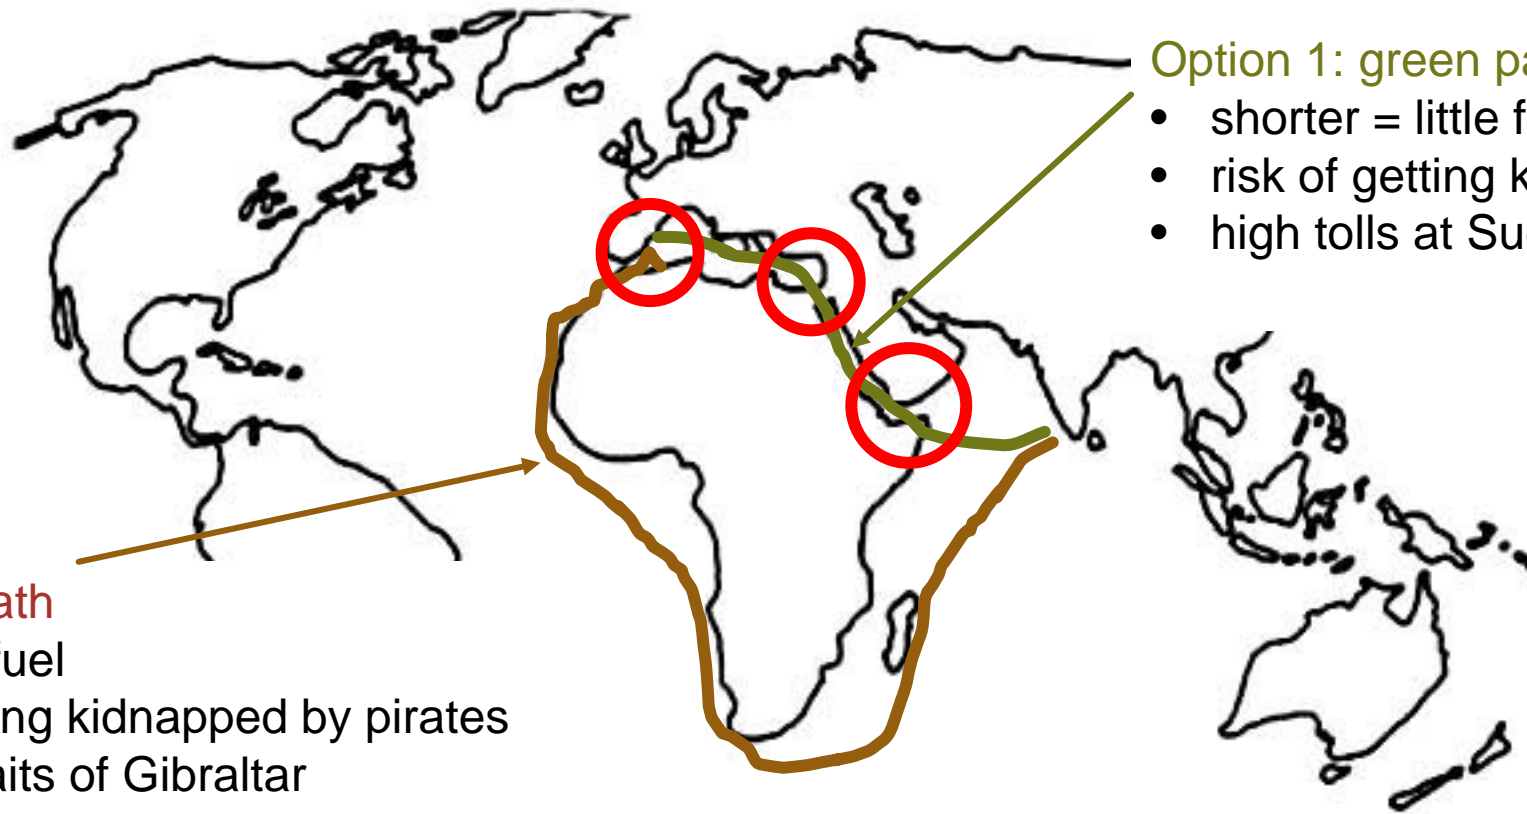 Option 1: green pa
• shorter = little f
• risk of getting k
• high tolls at Sue
ath
fuel
ng kidnapped by pirates
aits of Gibraltar